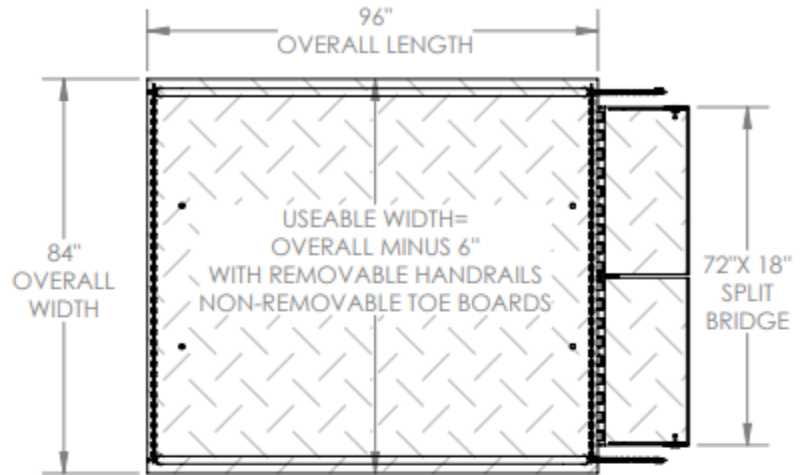 96"
OVERALL LENGTH
84"
OVERALL
WIDTH
USEABLE WIDTH=
OVERALL MINUS 6"
WITH REMOVABLE HANDRAILS
NON-REMOVABLE TOE BOARDS
72"X 18"
SPLIT
BRIDGE